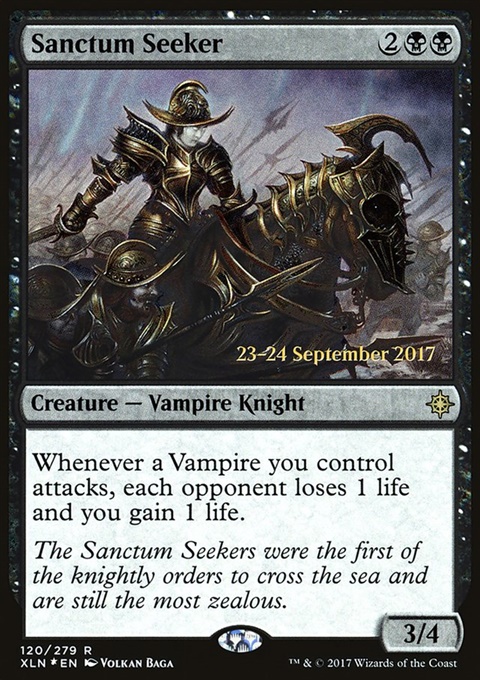 Sanctum Seeker 2
23–24 September 2017
Creature — Vampire Knight
Whenever a Vampire you control
attacks, each opponent loses 1 life
and you gain 1 life.
The Sanctum Seekers were the first of
the knightly orders to cross the sea and
are still the most zealous.
3/4
120/279 R
XLN★EN Volkan Baga
™ & © 2017 Wizards of the Coast